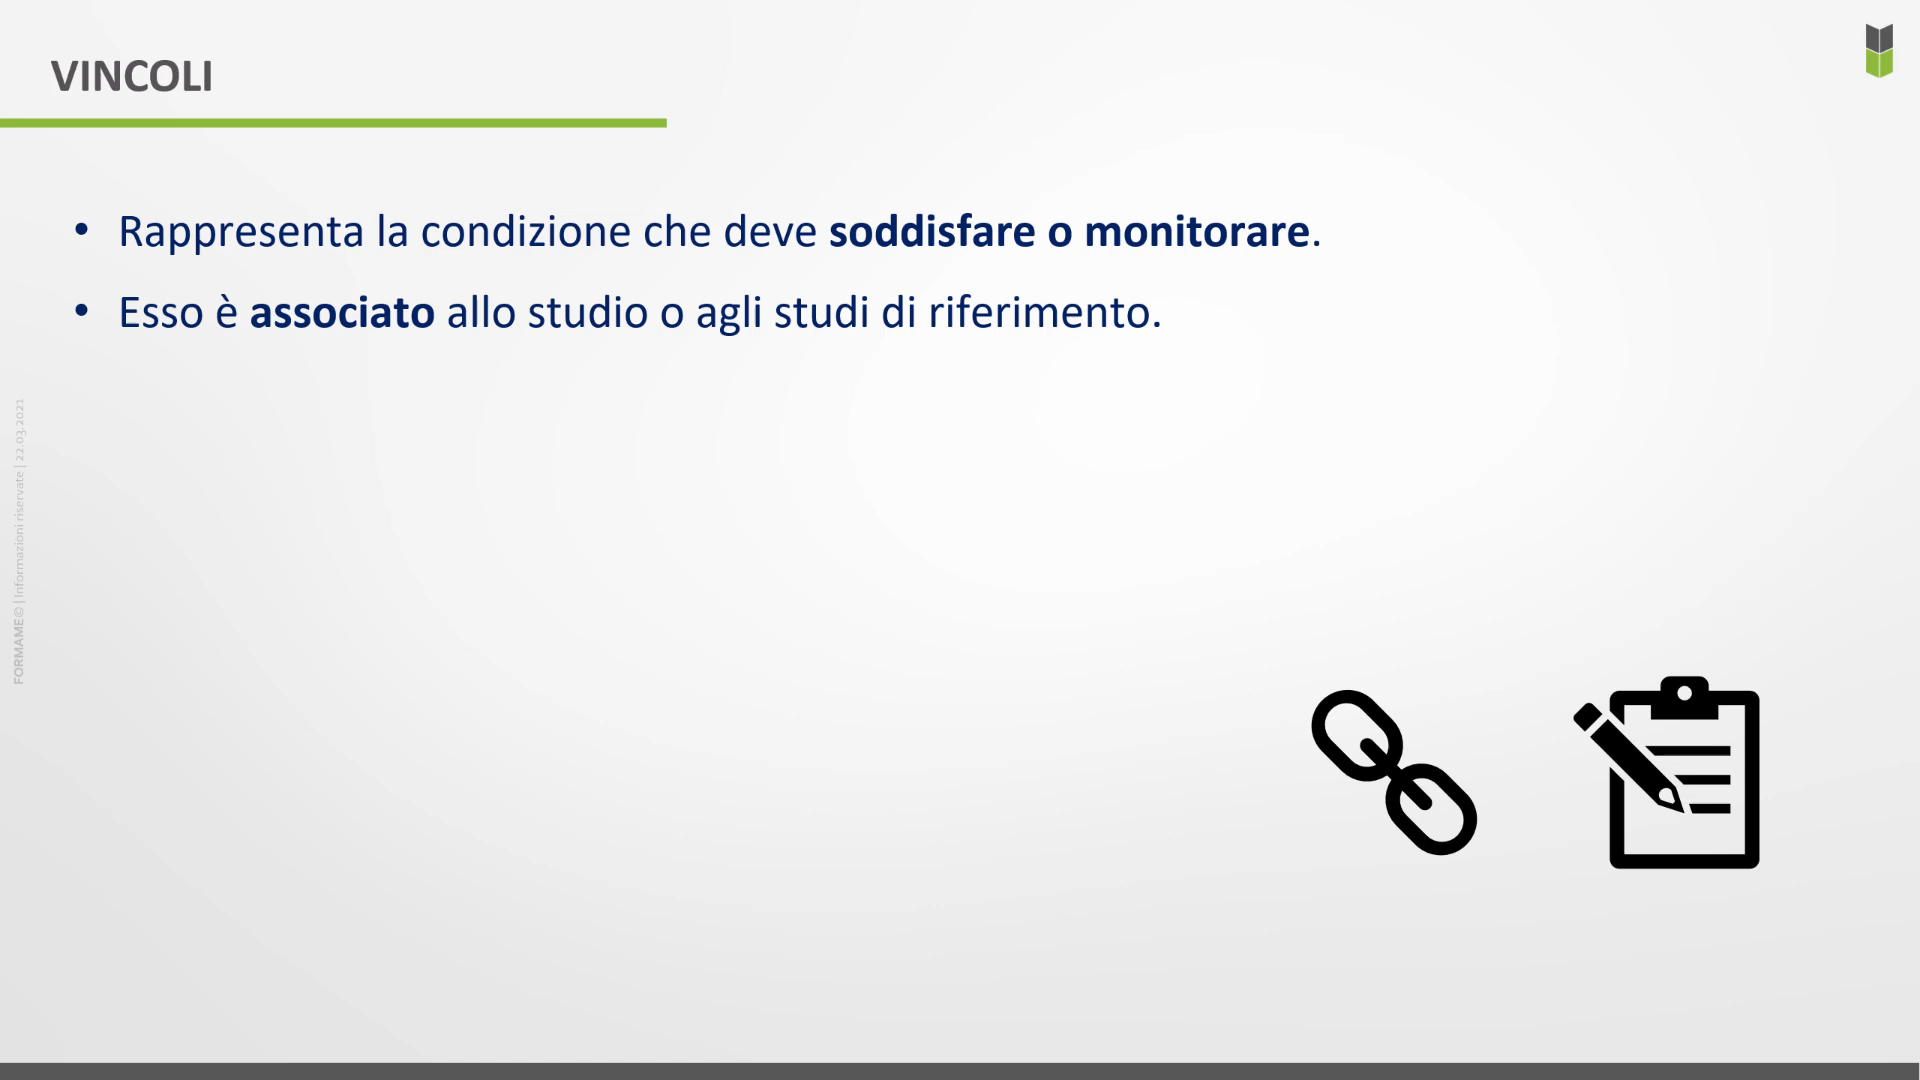 VINCOLI
• Rappresenta la condizione che deve soddisfare o monitorare.
• Esso è associato allo studio o agli studi di riferimento.
FORMAME© | Informazioni riservate | 22.03.2021